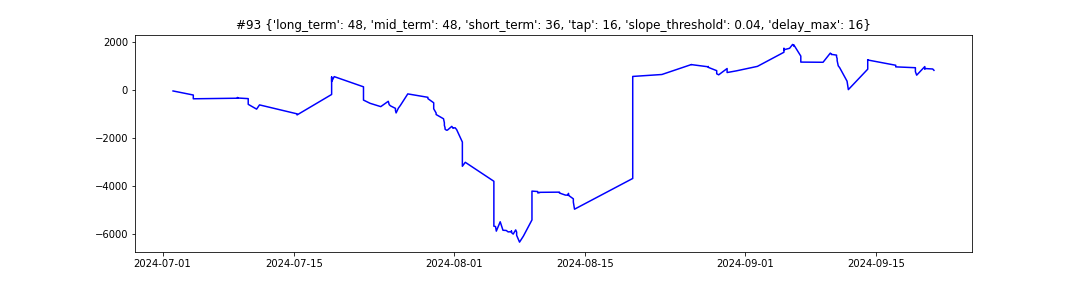 #93 {'long_term': 48, 'mid_term': 48, 'short_term': 36, 'tap': 16, 'slope_threshold': 0.04, 'delay_max': 16}
2000
0
−2000
−4000
−6000
2024-07-01 2024-07-15 2024-08-01 2024-08-15 2024-09-01 2024-09-15